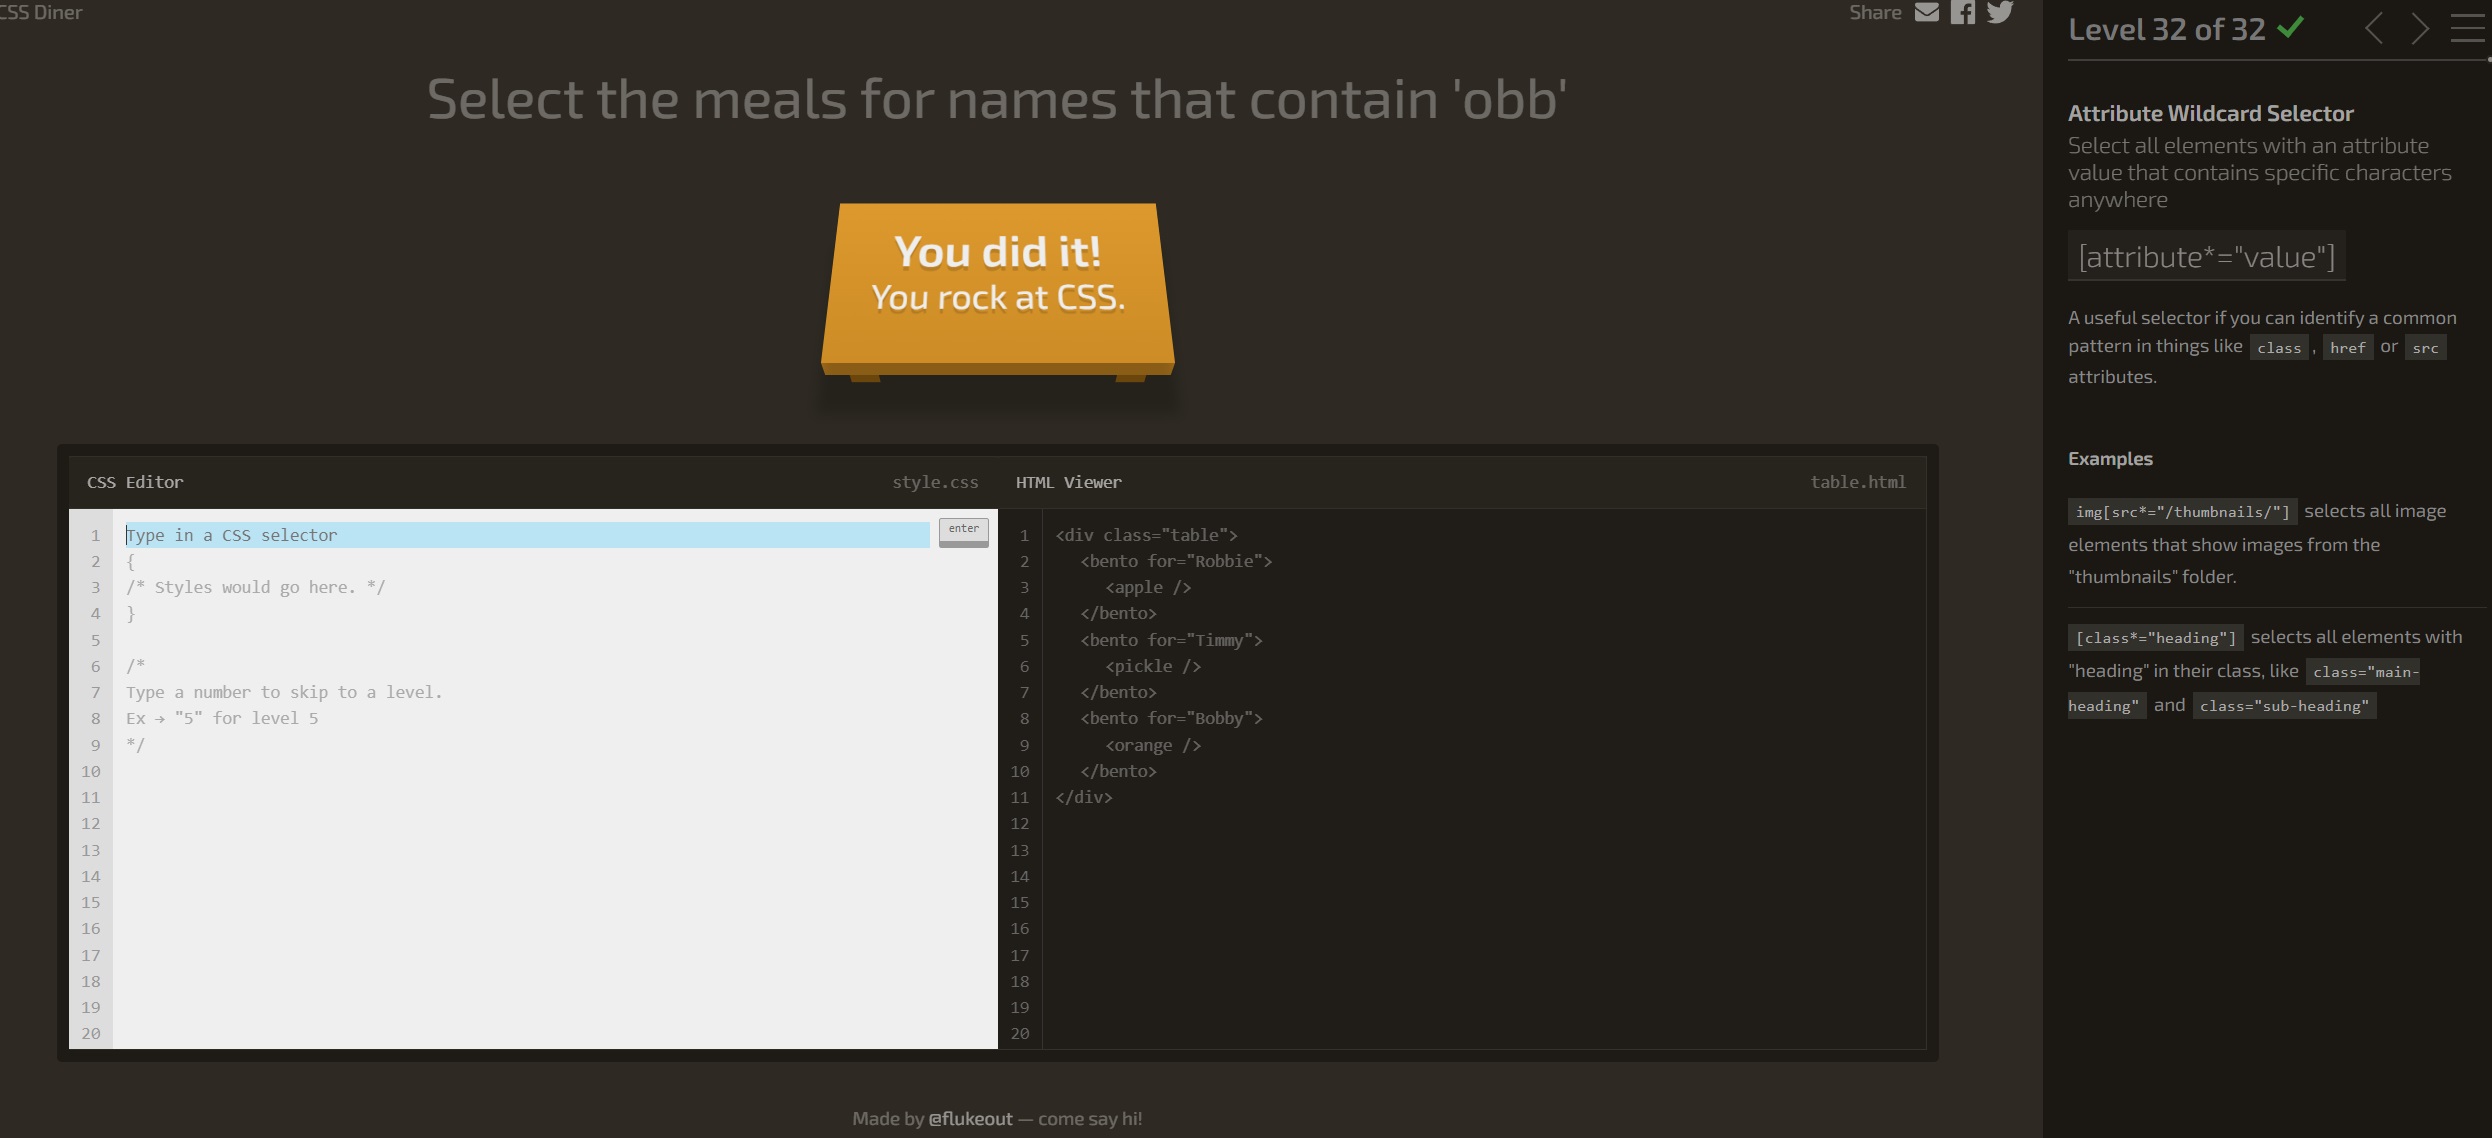 CSS Diner
Share
Select the meals for names that contain 'obb'
You did it!
You rock at CSS.
CSS Editor style.css
1 Type in a CSS selector enter
2 {
3 /* Styles would go here. */
4 }
5
6 /*
7 Type a number to skip to a level.
8 Ex → "5" for level 5
9 */
10
11
12
13
14
15
16
17
18
19
20
HTML Viewer table.html
1 <div class="table">
2 <bento for="Robbie">
3 <apple />
4 </bento>
5 <bento for="Timmy">
6 <pickle />
7 </bento>
8 <bento for="Bobby">
9 <orange />
10 </bento>
11 </div>
12
13
14
15
16
17
18
19
20
Made by @flukeout — come say hi!
Level 32 of 32
Attribute Wildcard Selector
Select all elements with an attribute
value that contains specific characters
anywhere
[attribute*="value"]
A useful selector if you can identify a common
pattern in things like class , href or src
attributes.
Examples
img[src*="/thumbnails/"] selects all image
elements that show images from the
"thumbnails" folder.
[class*="heading"] selects all elements with
"heading" in their class, like class="main-
heading" and class="sub-heading"